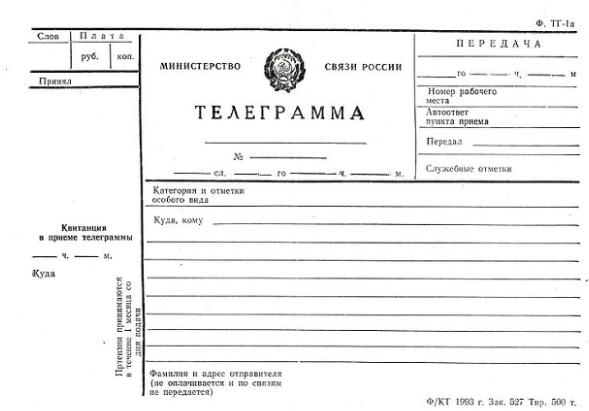 Ф. ТГ-1а
Слов
Плата
руб.
коп.
Принял
МИНИСТЕРСТВО СВЯЗИ РОССИИ
ТЕЛЕГРАММА
№
сл. го ч. м.
ПЕРЕДАЧА
го ч. м
Номер рабочего
места
Автоответ
пункта приема
Передал
Служебные отметки
Категория и отметки
особого вида
Куда, кому
Квитанция
в приеме телеграммы
ч. м.
Куда
Пртензии принимаются
в течение 1 месяца со
дня подачи
Фамилия и адрес отправителя
(не оплачивается и по связям
не передается)
Ф/КТ 1993 г. Зак. 527 Твр. 500 т.